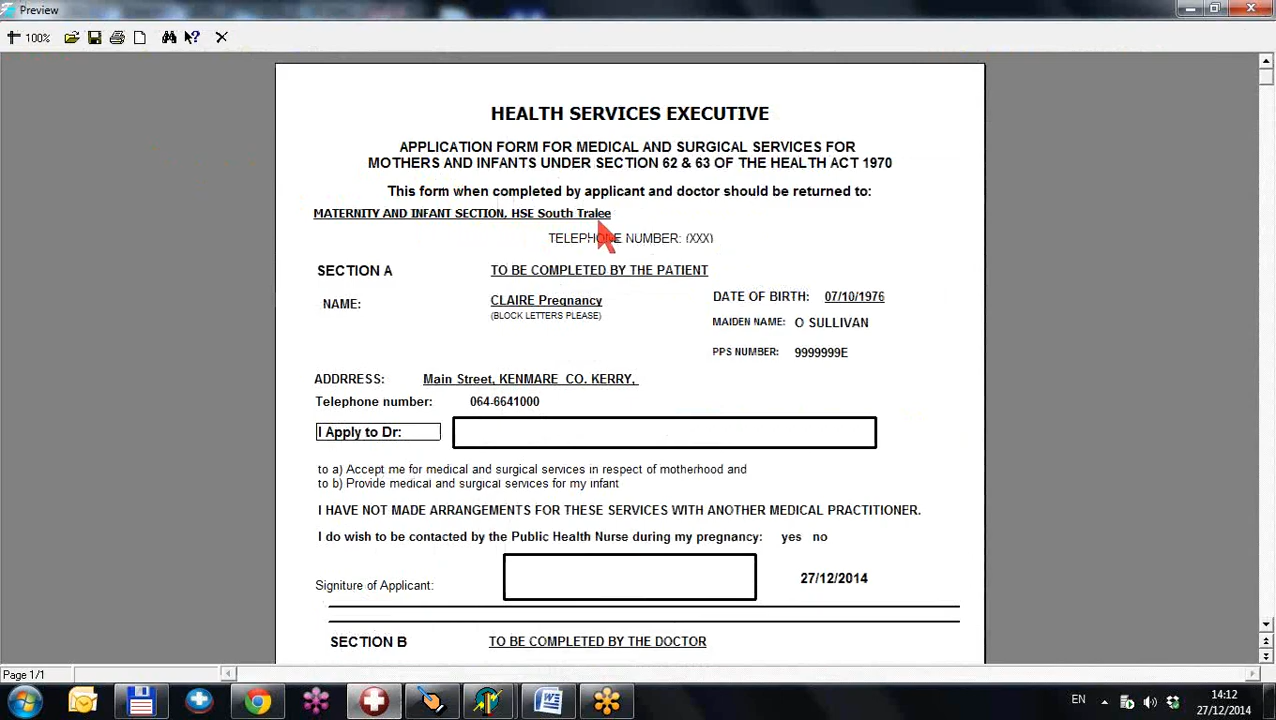 Preview
100%
HEALTH SERVICES EXECUTIVE
APPLICATION FORM FOR MEDICAL AND SURGICAL SERVICES FOR
MOTHERS AND INFANTS UNDER SECTION 62 & 63 OF THE HEALTH ACT 1970
This form when completed by applicant and doctor should be returned to:
MATERNITY AND INFANT SECTION, HSE South Tralee
TELEPHONE NUMBER: (XXX)
SECTION A TO BE COMPLETED BY THE PATIENT
NAME: CLAIRE Pregnancy DATE OF BIRTH: 07/10/1976
(BLOCK LETTERS PLEASE)
MAIDEN NAME: O SULLIVAN
PPS NUMBER: 9999999E
ADDRRESS: Main Street, KENMARE CO. KERRY,
Telephone number: 064-6641000
I Apply to Dr:
to a) Accept me for medical and surgical services in respect of motherhood and
to b) Provide medical and surgical services for my infant
I HAVE NOT MADE ARRANGEMENTS FOR THESE SERVICES WITH ANOTHER MEDICAL PRACTITIONER.
I do wish to be contacted by the Public Health Nurse during my pregnancy: yes no
Signiture of Applicant: 27/12/2014
SECTION B TO BE COMPLETED BY THE DOCTOR
Page 1/1
EN 14:12
27/12/2014